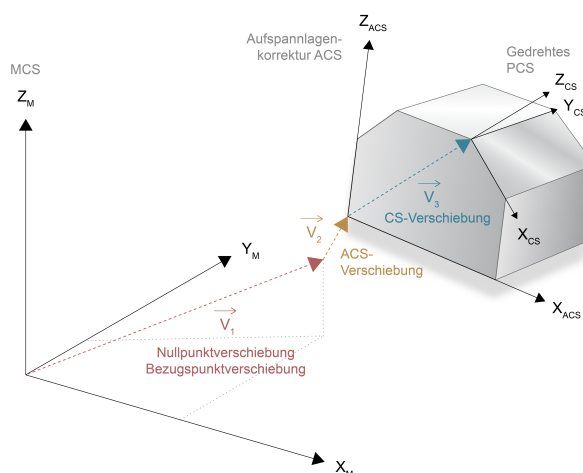 Z_ACS
Aufspannlagen-
korrektur ACS
Gedrehtes
PCS
MCS
Z_CS
Z_M
Y_CS
V_3
CS-Verschiebung
V_2
X_CS
Y_M
ACS-
Verschiebung
X_ACS
V_1
Nullpunktverschiebung
Bezugspunktverschiebung
X_M